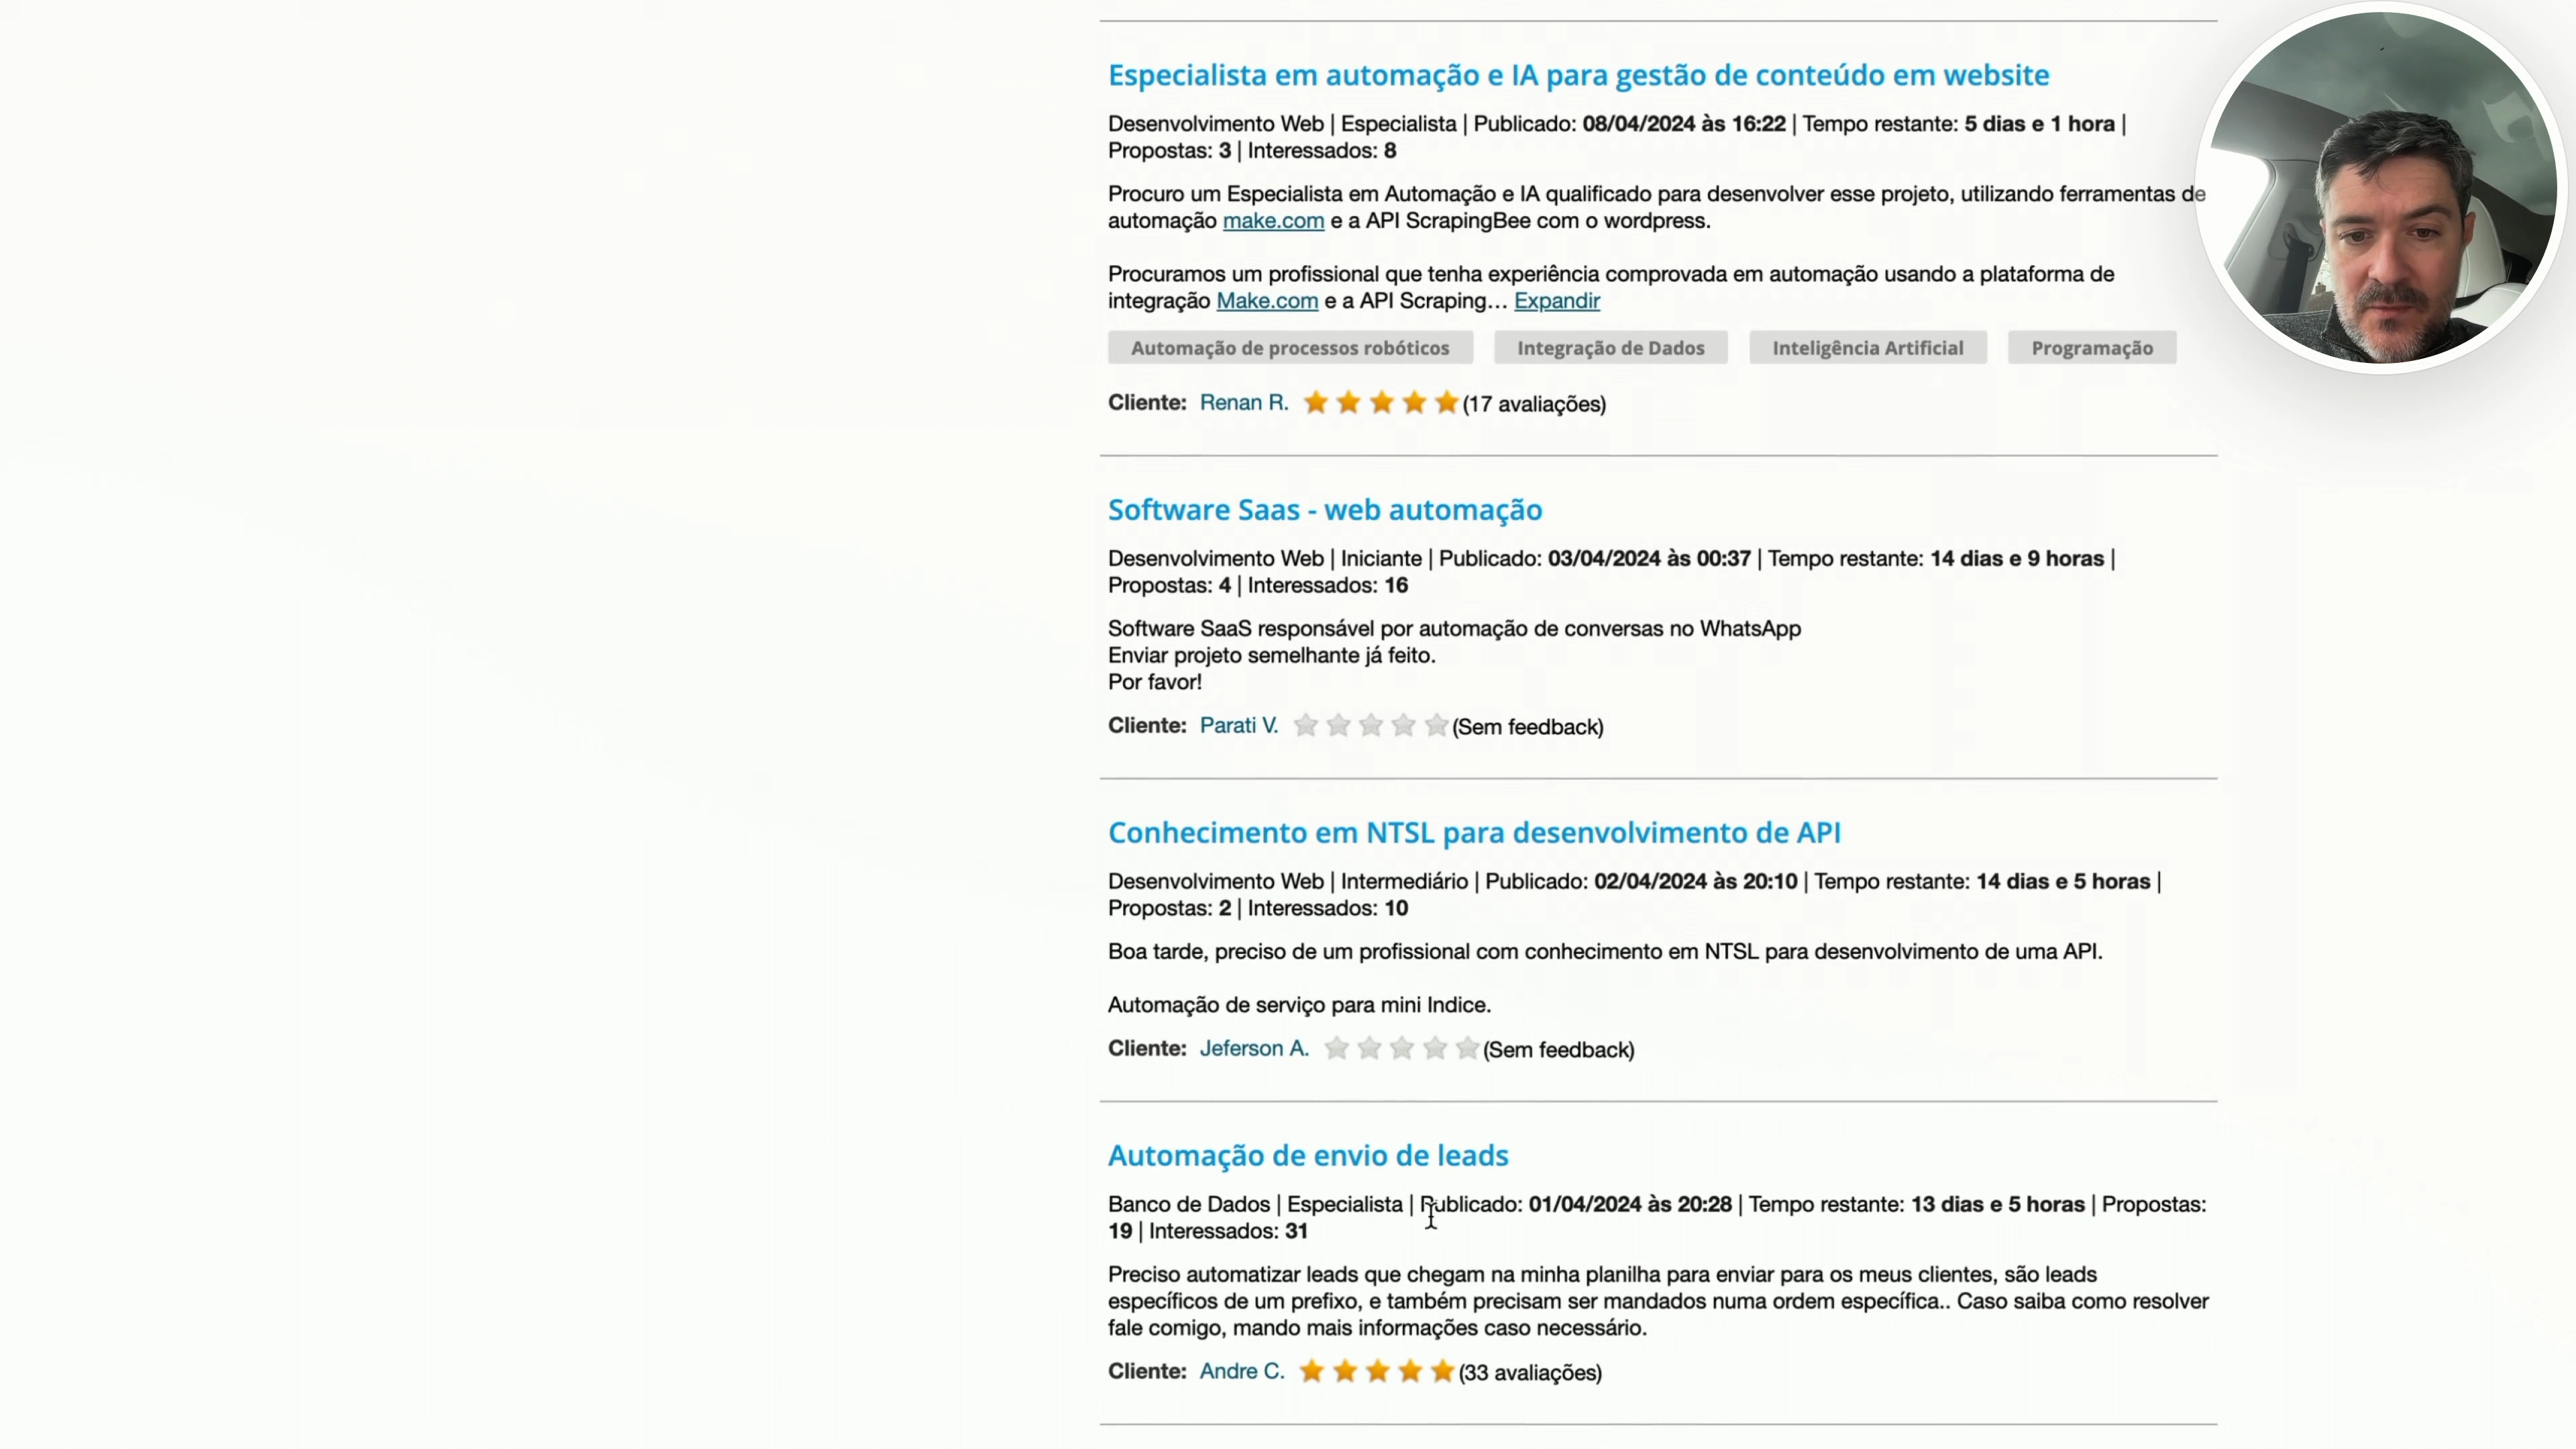 Especialista em automação e IA para gestão de conteúdo em website
Desenvolvimento Web | Especialista | Publicado: 08/04/2024 às 16:22 | Tempo restante: 5 dias e 1 hora |
Propostas: 3 | Interessados: 8
Procuro um Especialista em Automação e IA qualificado para desenvolver esse projeto, utilizando ferramentas de
automação make.com e a API ScrapingBee com o wordpress.
Procuramos um profissional que tenha experiência comprovada em automação usando a plataforma de
integração Make.com e a API Scraping... Expandir
Automação de processos robóticos Integração de Dados Inteligência Artificial Programação
Cliente: Renan R. (17 avaliações)
Software Saas - web automação
Desenvolvimento Web | Iniciante | Publicado: 03/04/2024 às 00:37 | Tempo restante: 14 dias e 9 horas |
Propostas: 4 | Interessados: 16
Software SaaS responsável por automação de conversas no WhatsApp
Enviar projeto semelhante já feito.
Por favor!
Cliente: Parati V. (Sem feedback)
Conhecimento em NTSL para desenvolvimento de API
Desenvolvimento Web | Intermediário | Publicado: 02/04/2024 às 20:10 | Tempo restante: 14 dias e 5 horas |
Propostas: 2 | Interessados: 10
Boa tarde, preciso de um profissional com conhecimento em NTSL para desenvolvimento de uma API.
Automação de serviço para mini Indice.
Cliente: Jeferson A. (Sem feedback)
Automação de envio de leads
Banco de Dados | Especialista | Publicado: 01/04/2024 às 20:28 | Tempo restante: 13 dias e 5 horas | Propostas:
19 | Interessados: 31
Preciso automatizar leads que chegam na minha planilha para enviar para os meus clientes, são leads
específicos de um prefixo, e também precisam ser mandados numa ordem específica.. Caso saiba como resolver
fale comigo, mando mais informações caso necessário.
Cliente: Andre C. (33 avaliações)